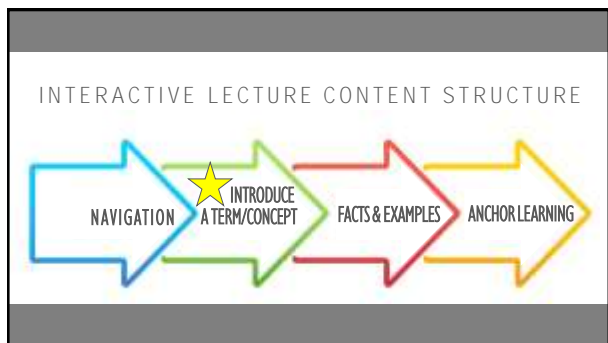 INTERACTIVE LECTURE CONTENT STRUCTURE
NAVIGATION
INTRODUCE
A TERM/CONCEPT
FACTS & EXAMPLES
ANCHOR LEARNING